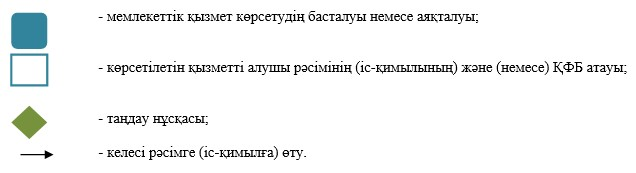 - мемлекеттік қызмет көрсетудің басталуы немесе аяқталуы;
- көрсетілетін қызметті алушы рәсімінің (іс-қимылының) және (немесе) ҚФБ атауы;
- таңдау нұсқасы;
- келесі рәсімге (іс-қимылға) өту.